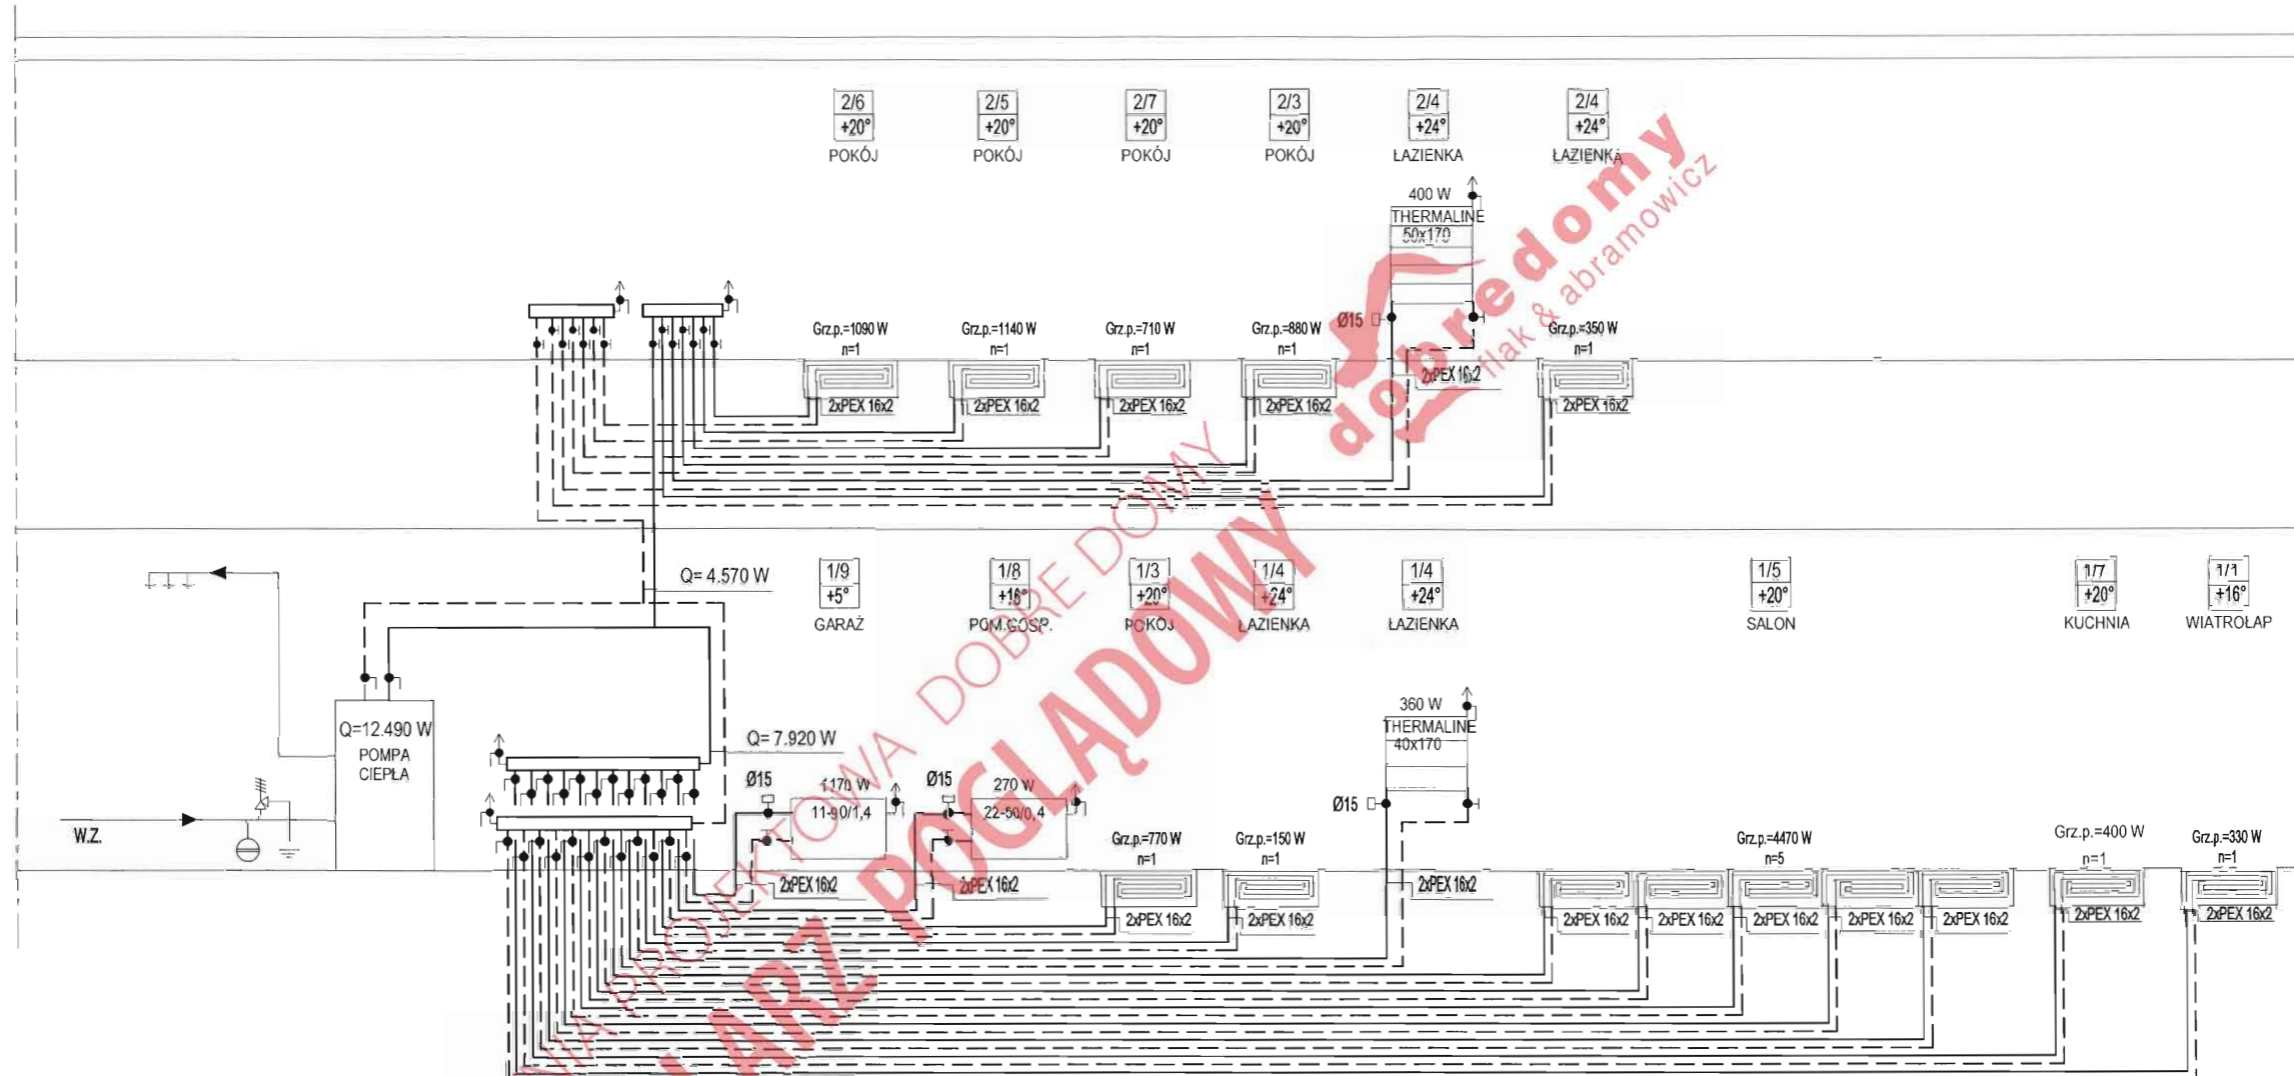 2/6
+20°
POKÓJ
2/5
+20°
POKÓJ
2/7
+20°
POKÓJ
2/3
+20°
POKÓJ
2/4
+24°
ŁAZIENKA
2/4
+24°
ŁAZIENKA
400 W
THERMALINE
50x170
Ø15
Grz.p.=1090 W
n=1
2xPEX 16x2
Grz.p.=1140 W
n=1
2xPEX 16x2
Grz.p.=710 W
n=1
2xPEX 16x2
Grz.p.=880 W
n=1
2xPEX 16x2
2xPEX 16x2
Grz.p.=350 W
n=1
2xPEX 16x2
dobredomy
flak & abramowicz
Q= 4.570 W
1/9
+5°
GARAŻ
1/8
+16°
POM.GOSP.
1/3
+20°
POKÓJ
1/4
+24°
ŁAZIENKA
1/4
+24°
ŁAZIENKA
1/5
+20°
SALON
1/7
+20°
KUCHNIA
1/1
+16°
WIATROŁAP
Q=12.490 W
POMPA
CIEPŁA
W.Z.
Q= 7.920 W
Ø15
1170 W
11-90/1,4
2xPEX 16x2
Ø15
270 W
22-50/0,4
2xPEX 16x2
Grz.p.=770 W
n=1
2xPEX 16x2
Grz.p.=150 W
n=1
2xPEX 16x2
360 W
THERMALINE
40x170
Ø15
2xPEX 16x2
Grz.p.=4470 W
n=5
2xPEX 16x2
2xPEX 16x2
2xPEX 16x2
2xPEX 16x2
2xPEX 16x2
Grz.p.=400 W
n=1
2xPEX 16x2
Grz.p.=330 W
n=1
2xPEX 16x2
NIA PROJEKTOWA DOBRE DOMY
LARZ POGLĄDOWY